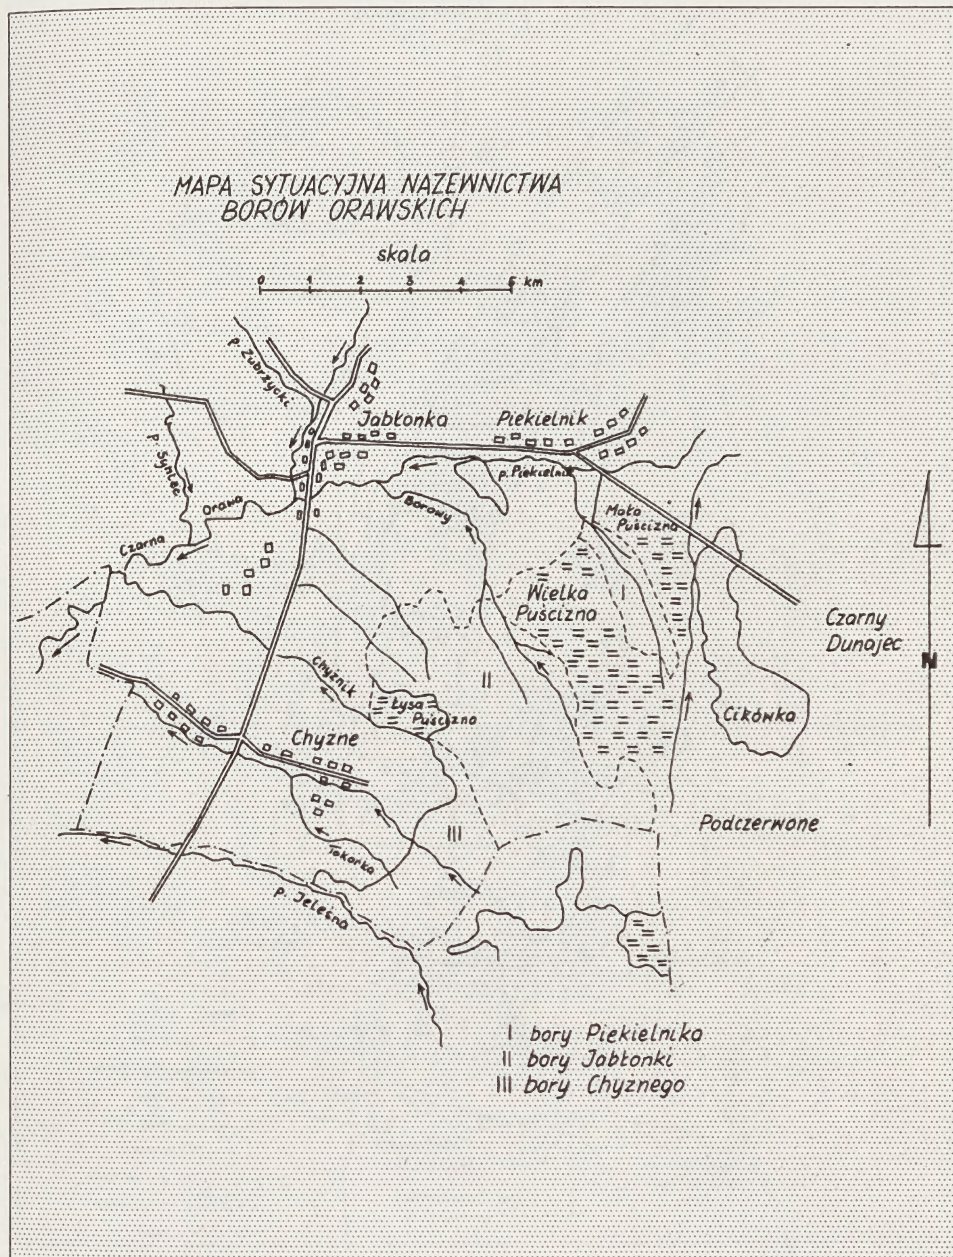 MAPA SYTUACYJNA NAZEWNICTWA
BORÓW ORAWSKICH
skala
0 1 2 3 4 5 km
p. Zubrzycki
Jabłonka
Piekielnik
p. Syhlec
p. Piekielnik
Orawa
Borowy
Mała
Puścizna
Czarna
Wielka
Puścizna
I
Czarny
Dunajec
N
Chyżnik
II
Łysa
Puścizna
Cikówka
Chyżne
III
Podczerwone
p. Jeleśna
I bory Piekielnika
II bory Jabłonki
III bory Chyżnego